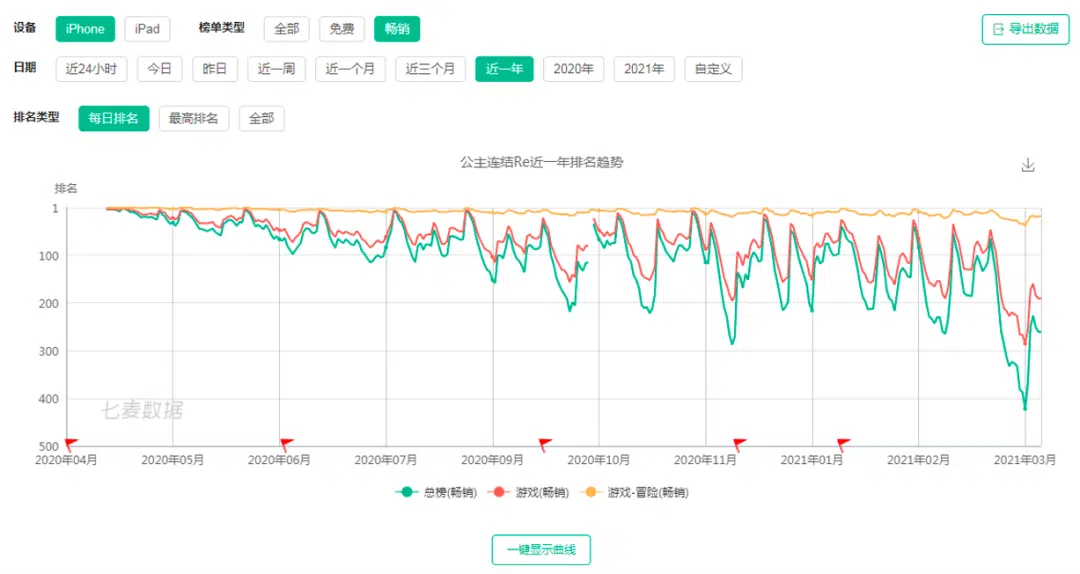 设备 iPhone iPad 榜单类型 全部 免费 畅销 导出数据
日期 近24小时 今日 昨日 近一周 近一个月 近三个月 近一年 2020年 2021年 自定义
排名类型 每日排名 最高排名 全部
公主连结Re近一年排名趋势
排名
1
100
200
300
400
七麦数据
500
2020年04月 2020年05月 2020年06月 2020年07月 2020年09月 2020年10月 2020年11月 2021年01月 2021年02月 2021年03月
总榜(畅销) 游戏(畅销) 游戏-冒险(畅销)
一键显示曲线